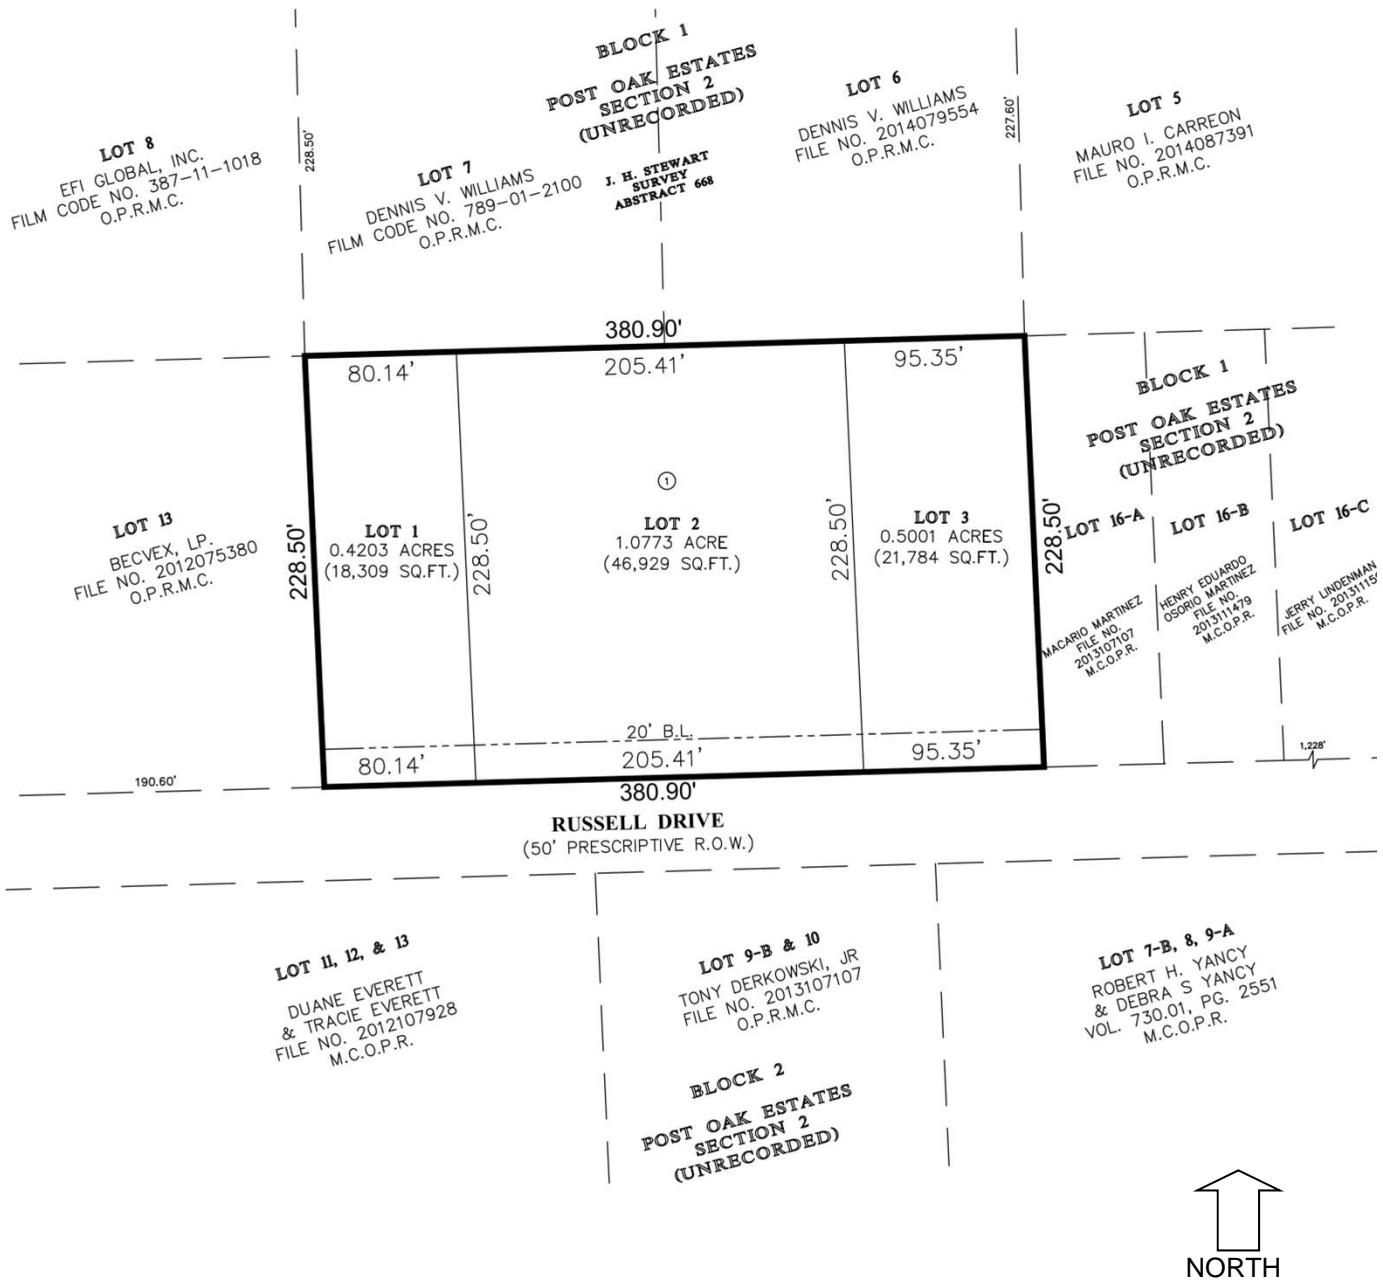 BLOCK 1
POST OAK ESTATES
SECTION 2
(UNRECORDED)
J. H. STEWART
SURVEY
ABSTRACT 668
LOT 8
EFI GLOBAL, INC.
FILM CODE NO. 387-11-1018
O.P.R.M.C.
228.50'
LOT 7
DENNIS V. WILLIAMS
FILM CODE NO. 789-01-2100
O.P.R.M.C.
LOT 6
DENNIS V. WILLIAMS
FILE NO. 2014079554
O.P.R.M.C.
227.60'
LOT 5
MAURO I. CARREON
FILE NO. 2014087391
O.P.R.M.C.
380.90'
80.14'
205.41'
95.35'
BLOCK 1
POST OAK ESTATES
SECTION 2
(UNRECORDED)
LOT 13
BECVEX, LP.
FILE NO. 2012075380
O.P.R.M.C.
228.50'
LOT 1
0.4203 ACRES
(18,309 SQ.FT.)
228.50'
1
LOT 2
1.0773 ACRE
(46,929 SQ.FT.)
228.50'
LOT 3
0.5001 ACRES
(21,784 SQ.FT.)
228.50'
LOT 16-A
MACARIO MARTINEZ
FILE NO.
2013107107
M.C.O.P.R.
LOT 16-B
HENRY EDUARDO
OSORIO MARTINEZ
FILE NO.
2013111479
M.C.O.P.R.
LOT 16-C
JERRY LINDENMAN
FILE NO.
M.C.O.P.R.
20' B.L.
80.14'
205.41'
95.35'
190.60'
1,228'
380.90'
RUSSELL DRIVE
(50' PRESCRIPTIVE R.O.W.)
LOT 11, 12, & 13
DUANE EVERETT
& TRACIE EVERETT
FILE NO. 2012107928
M.C.O.P.R.
LOT 9-B & 10
TONY DERKOWSKI, JR
FILE NO. 2013107107
O.P.R.M.C.
LOT 7-B, 8, 9-A
ROBERT H. YANCY
& DEBRA S YANCY
VOL. 730.01, PG. 2551
M.C.O.P.R.
BLOCK 2
POST OAK ESTATES
SECTION 2
(UNRECORDED)
NORTH